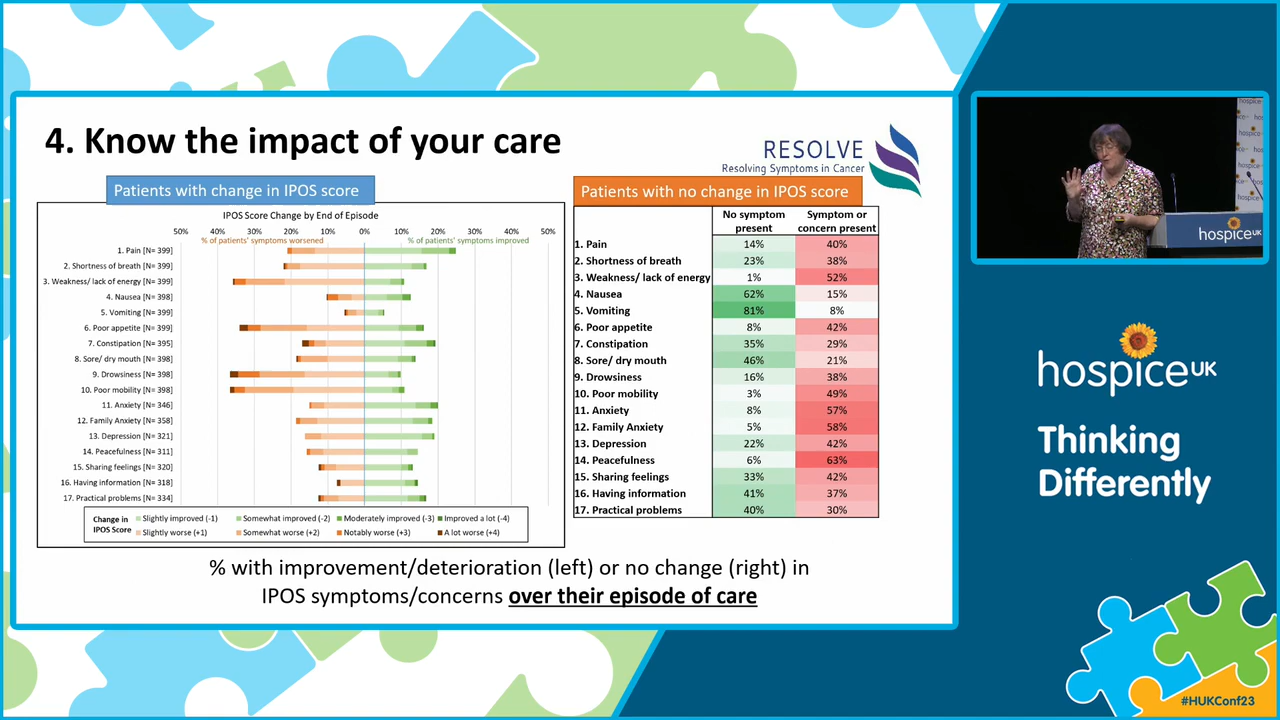 4. Know the impact of your care
RESOLVE
Resolving Symptoms in Cancer
Patients with change in IPOS score
IPOS Score Change by End of Episode
50% 40% 30% 20% 10% 0% 10% 20% 30% 40% 50%
% of patients' symptoms worsened
% of patients' symptoms improved
1. Pain [N= 399]
2. Shortness of breath [N= 399]
3. Weakness/ lack of energy [N=399]
4. Nausea [N= 398]
5. Vomiting [N= 399]
6. Poor appetite [N= 399]
7. Constipation [N= 395]
8. Sore/ dry mouth [N= 398]
9. Drowsiness [N= 398]
10. Poor mobility [N= 398]
11. Anxiety [N= 346]
12. Family Anxiety [N= 358]
13. Depression [N= 321]
14. Peacefulness [N= 311]
15. Sharing feelings [N= 320]
16. Having information [N= 318]
17. Practical problems [N= 334]
Change in
IPOS Score
Slightly improved (-1) Somewhat improved (-2) Moderately improved (-3) Improved a lot (-4)
Slightly worse (+1) Somewhat worse (+2) Notably worse (+3) A lot worse (+4)
Patients with no change in IPOS score
No symptom
present
Symptom or
concern present
1. Pain 14% 40%
2. Shortness of breath 23% 38%
3. Weakness/ lack of energy 1% 52%
4. Nausea 62% 15%
5. Vomiting 81% 8%
6. Poor appetite 8% 42%
7. Constipation 35% 29%
8. Sore/ dry mouth 46% 21%
9. Drowsiness 16% 38%
10. Poor mobility 3% 49%
11. Anxiety 8% 57%
12. Family Anxiety 5% 58%
13. Depression 22% 42%
14. Peacefulness 6% 63%
15. Sharing feelings 33% 42%
16. Having information 41% 37%
17. Practical problems 40% 30%
% with improvement/deterioration (left) or no change (right) in
IPOS symptoms/concerns over their episode of care
hospice UK
hospice UK
Thinking
Differently
#HUKConf23